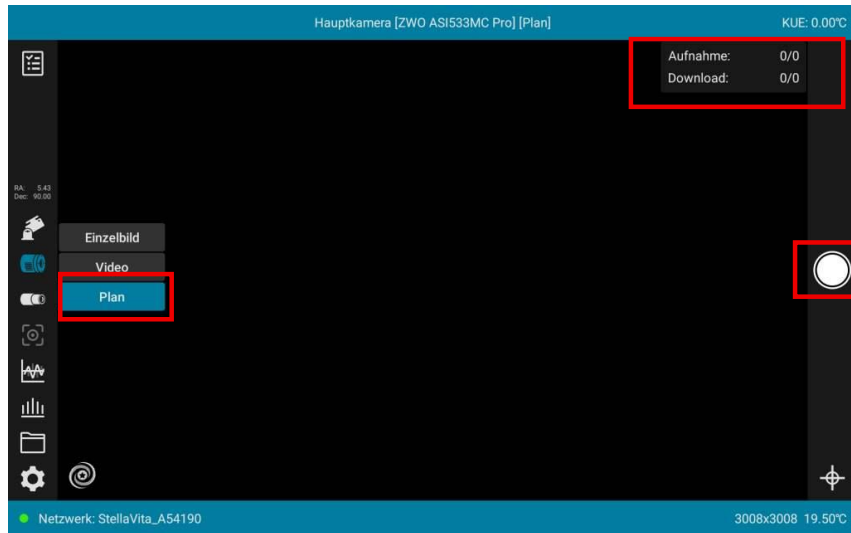 Hauptkamera [ZWO ASI533MC Pro] [Plan]
KUE: 0.00℃
Aufnahme: 0/0
Download: 0/0
RA: 5.43
Dec: 90.00
Einzelbild
Video
Plan
Netzwerk: StellaVita_A54190
3008x3008 19.50℃